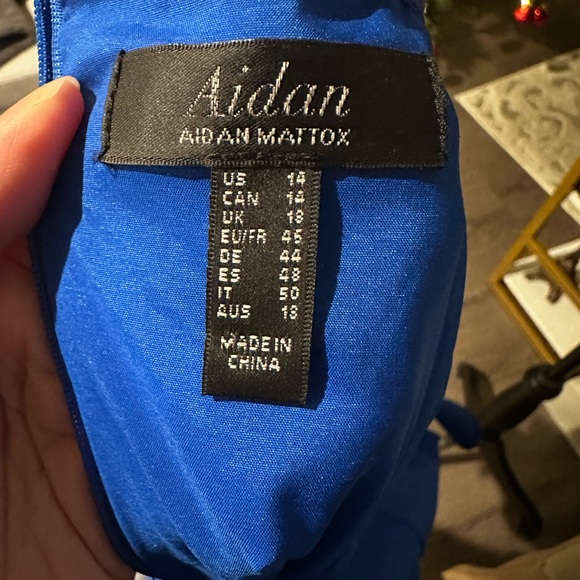 Aidan
AIDAN MATTOX
US 14
CAN 14
UK 18
EU/FR 46
DE 44
ES 48
IT 50
AUS 18
MADE IN
CHINA